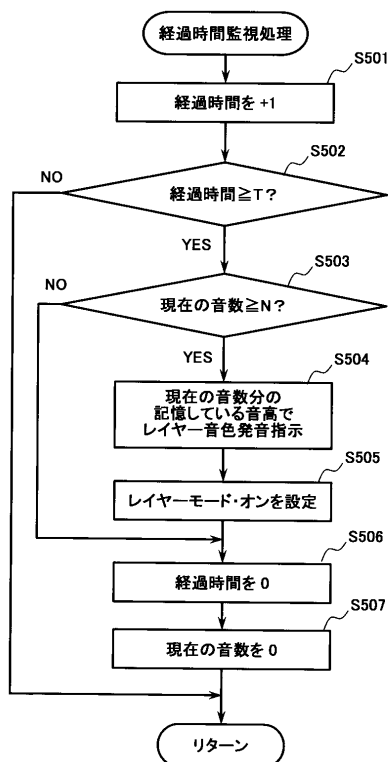 経過時間監視処理
S501
経過時間を +1
S502
経過時間≧T?
NO
YES
S503
現在の音数≧N?
NO
YES
S504
現在の音数分の
記憶している音高で
レイヤー音色発音指示
S505
レイヤーモード・オンを設定
S506
経過時間を 0
S507
現在の音数を 0
リターン